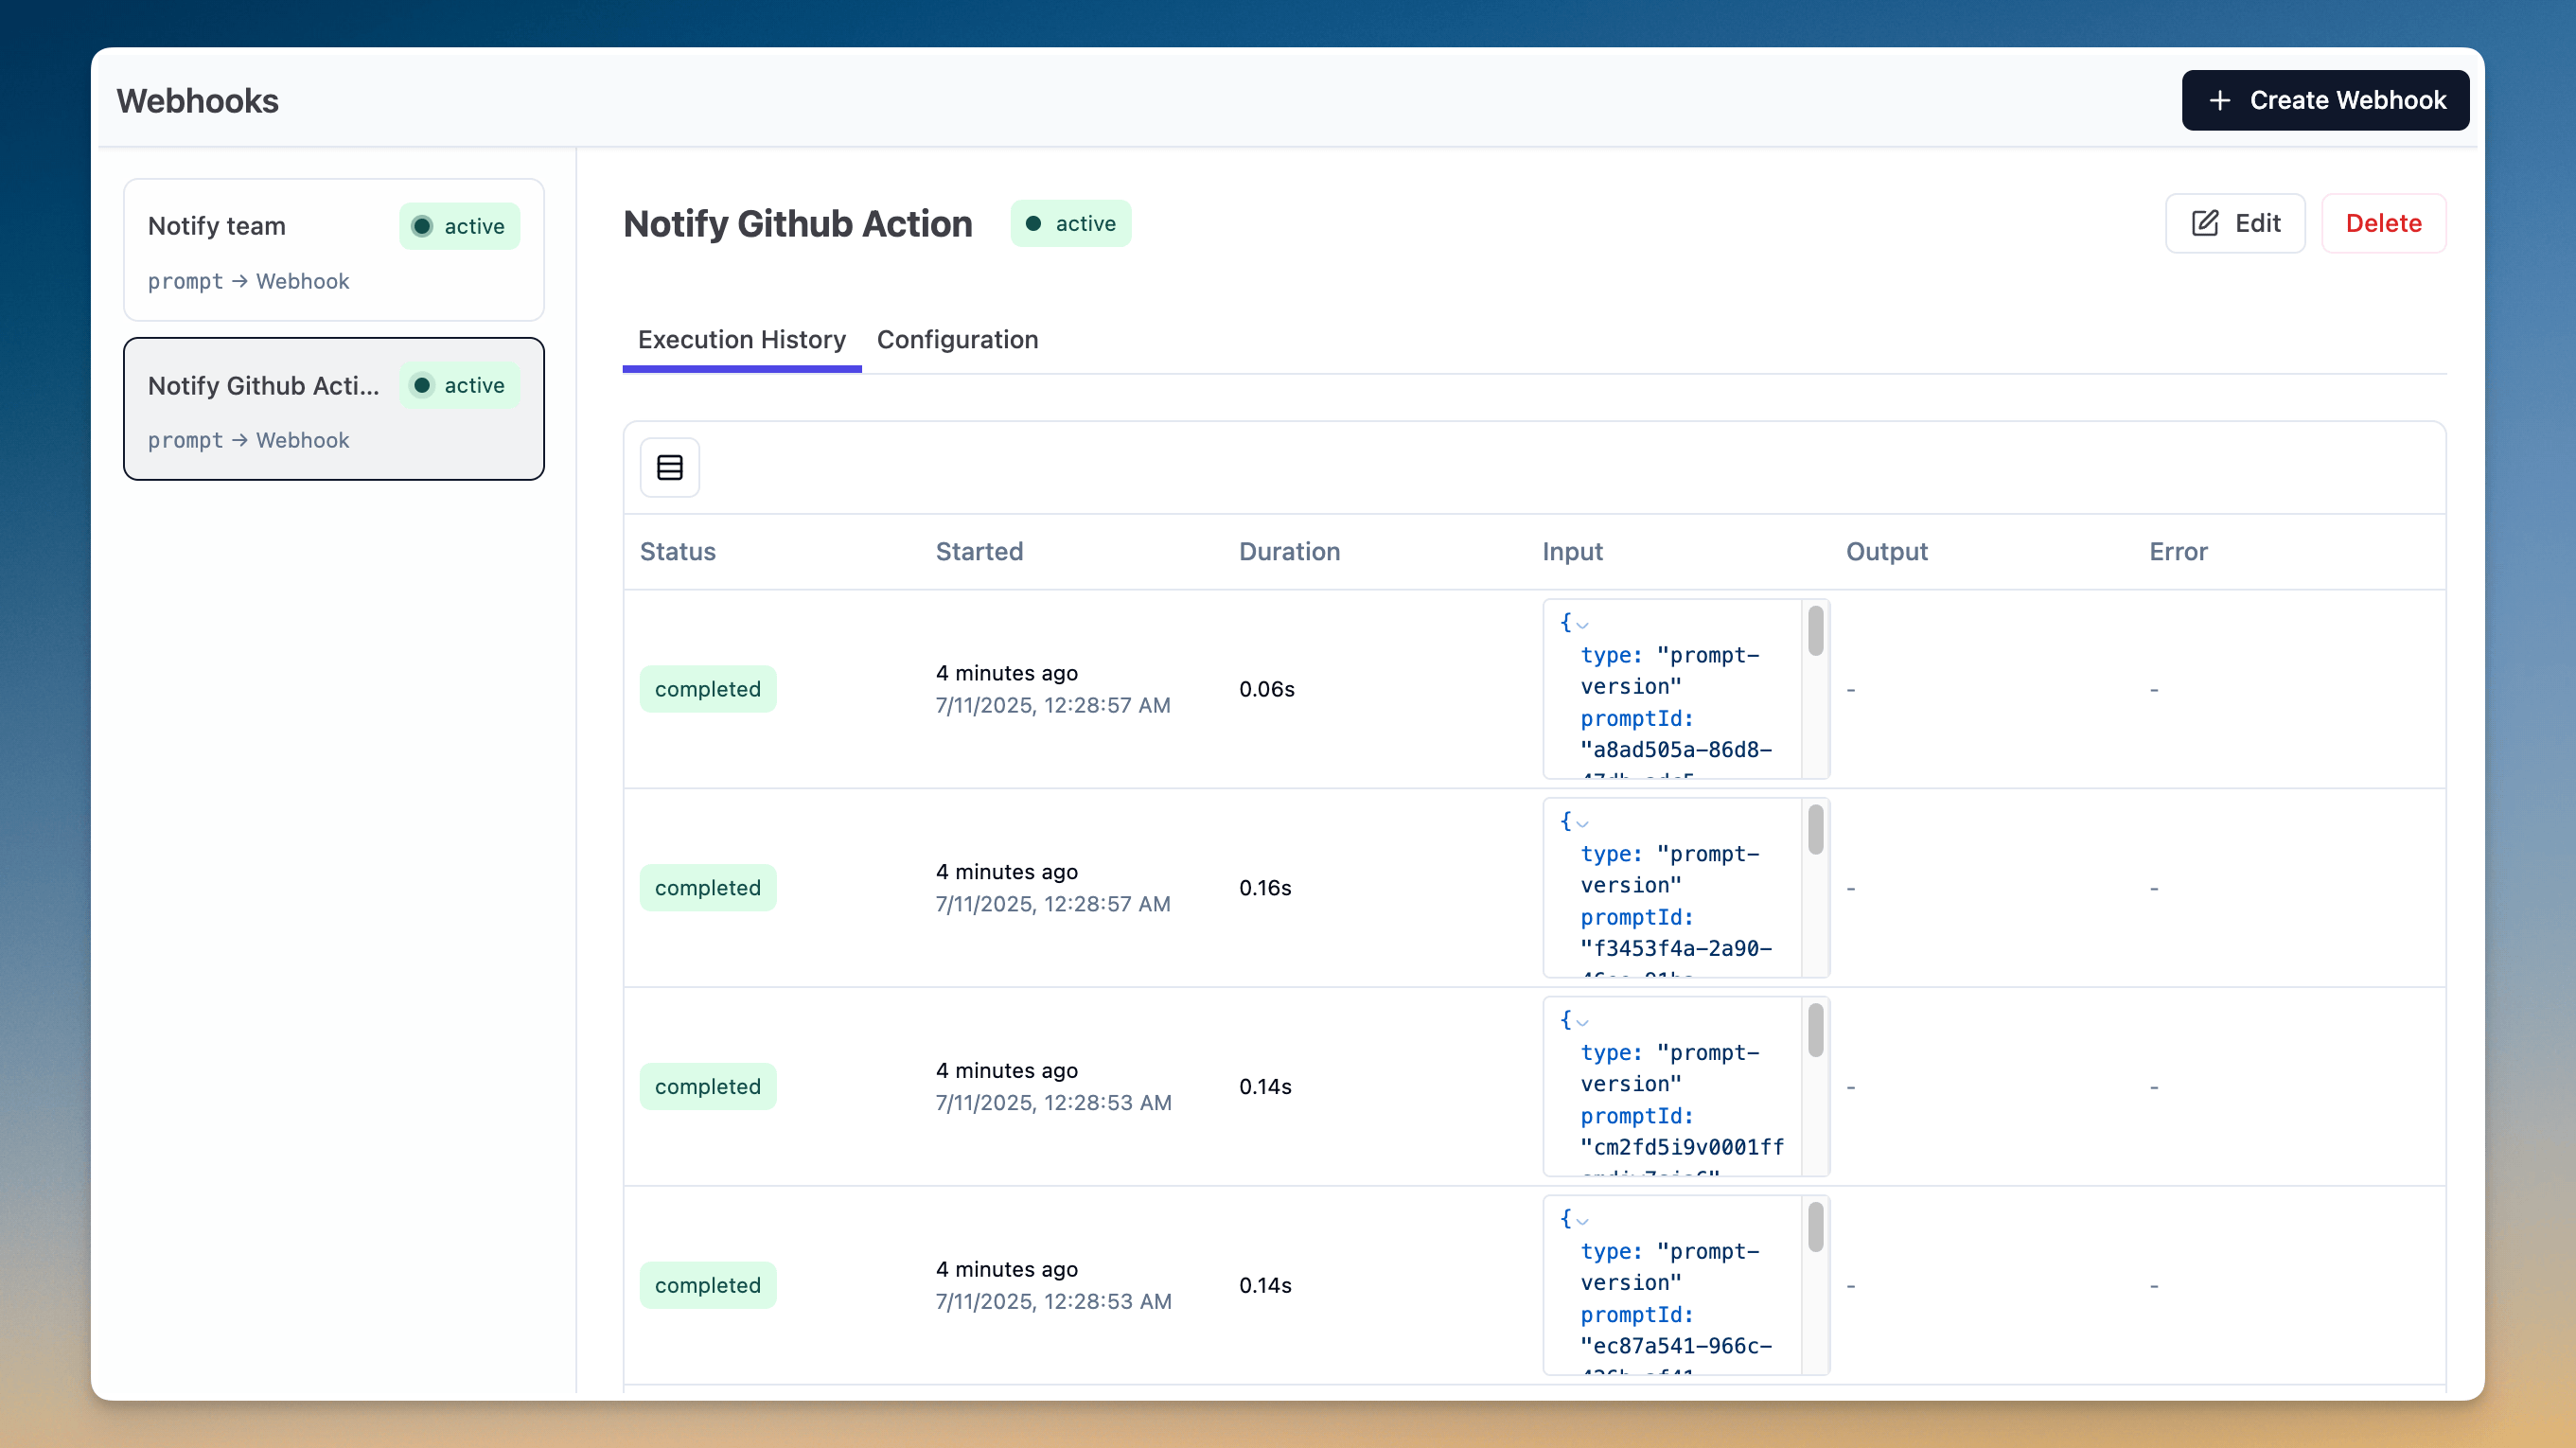 Webhooks
Create Webhook
Notify team
active
prompt → Webhook
Notify Github Acti...
active
prompt → Webhook
Notify Github Action
active
Edit
Delete
Execution History
Configuration
Status
Started
Duration
Input
Output
Error
completed
4 minutes ago
7/11/2025, 12:28:57 AM
0.06s
{
type: "prompt-
version"
promptId:
"a8ad505a-86d8-
-
-
completed
4 minutes ago
7/11/2025, 12:28:57 AM
0.16s
{
type: "prompt-
version"
promptId:
"f3453f4a-2a90-
-
-
completed
4 minutes ago
7/11/2025, 12:28:53 AM
0.14s
{
type: "prompt-
version"
promptId:
"cm2fd5i9v0001ff
-
-
completed
4 minutes ago
7/11/2025, 12:28:53 AM
0.14s
{
type: "prompt-
version"
promptId:
"ec87a541-966c-
-
-